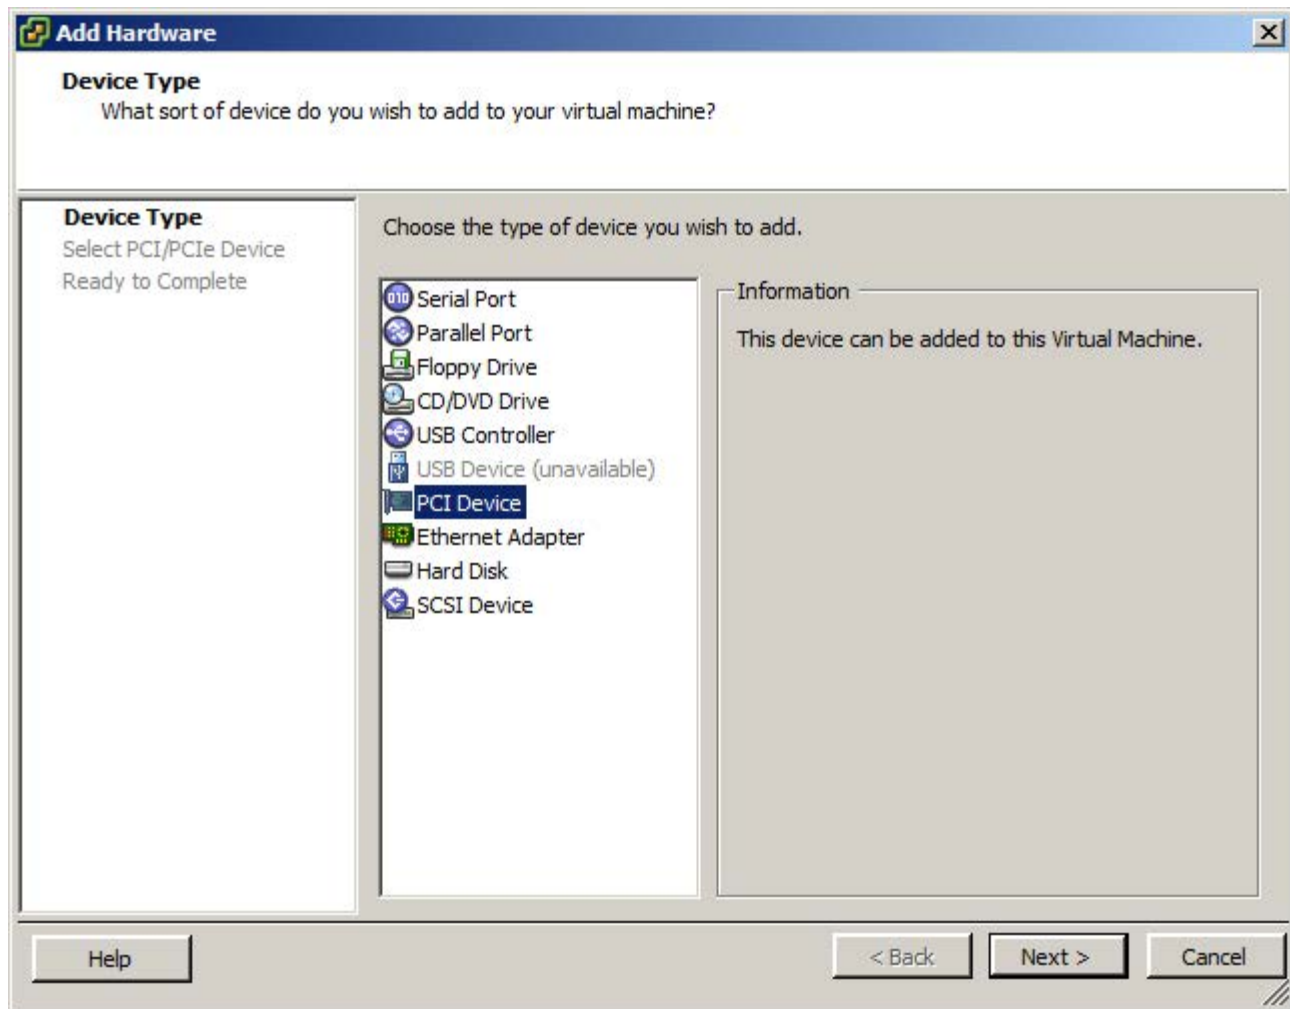 Add Hardware
Device Type
What sort of device do you wish to add to your virtual machine?
Device Type
Select PCI/PCIe Device
Ready to Complete
Choose the type of device you wish to add.
Serial Port
Parallel Port
Floppy Drive
CD/DVD Drive
USB Controller
USB Device (unavailable)
PCI Device
Ethernet Adapter
Hard Disk
SCSI Device
Information
This device can be added to this Virtual Machine.
Help
< Back
Next >
Cancel